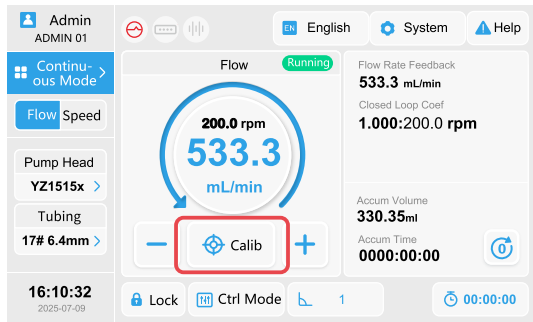 Admin
ADMIN 01
EN English
System
Help
Continu-
ous Mode
Flow Speed
Pump Head
YZ1515x
Tubing
17# 6.4mm
16:10:32
2025-07-09
Flow
Running
200.0 rpm
533.3
mL/min
Calib
Flow Rate Feedback
533.3 mL/min
Closed Loop Coef
1.000:200.0 rpm
Accum Volume
330.35ml
Accum Time
0000:00:00
0
Lock
Ctrl Mode
1
00:00:00